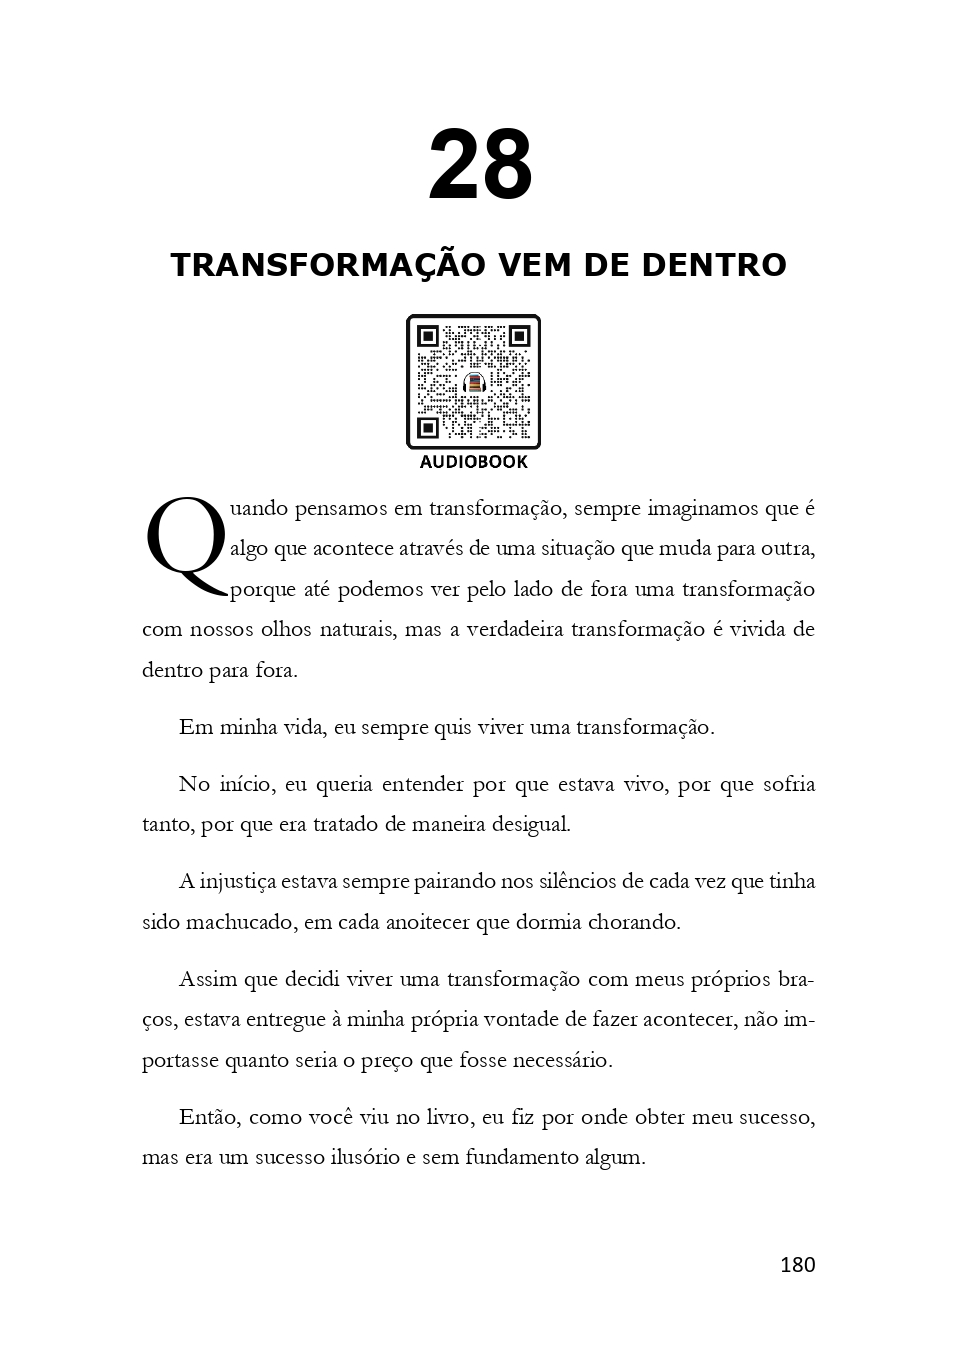 28
TRANSFORMAÇÃO VEM DE DENTRO
AUDIOBOOK
Quando pensamos em transformação, sempre imaginamos que é
algo que acontece através de uma situação que muda para outra,
porque até podemos ver pelo lado de fora uma transformação
com nossos olhos naturais, mas a verdadeira transformação é vivida de
dentro para fora.
Em minha vida, eu sempre quis viver uma transformação.
No início, eu queria entender por que estava vivo, por que sofria
tanto, por que era tratado de maneira desigual.
A injustiça estava sempre pairando nos silêncios de cada vez que tinha
sido machucado, em cada anoitecer que dormia chorando.
Assim que decidi viver uma transformação com meus próprios bra-
ços, estava entregue à minha própria vontade de fazer acontecer, não im-
portasse quanto seria o preço que fosse necessário.
Então, como você viu no livro, eu fiz por onde obter meu sucesso,
mas era um sucesso ilusório e sem fundamento algum.
180